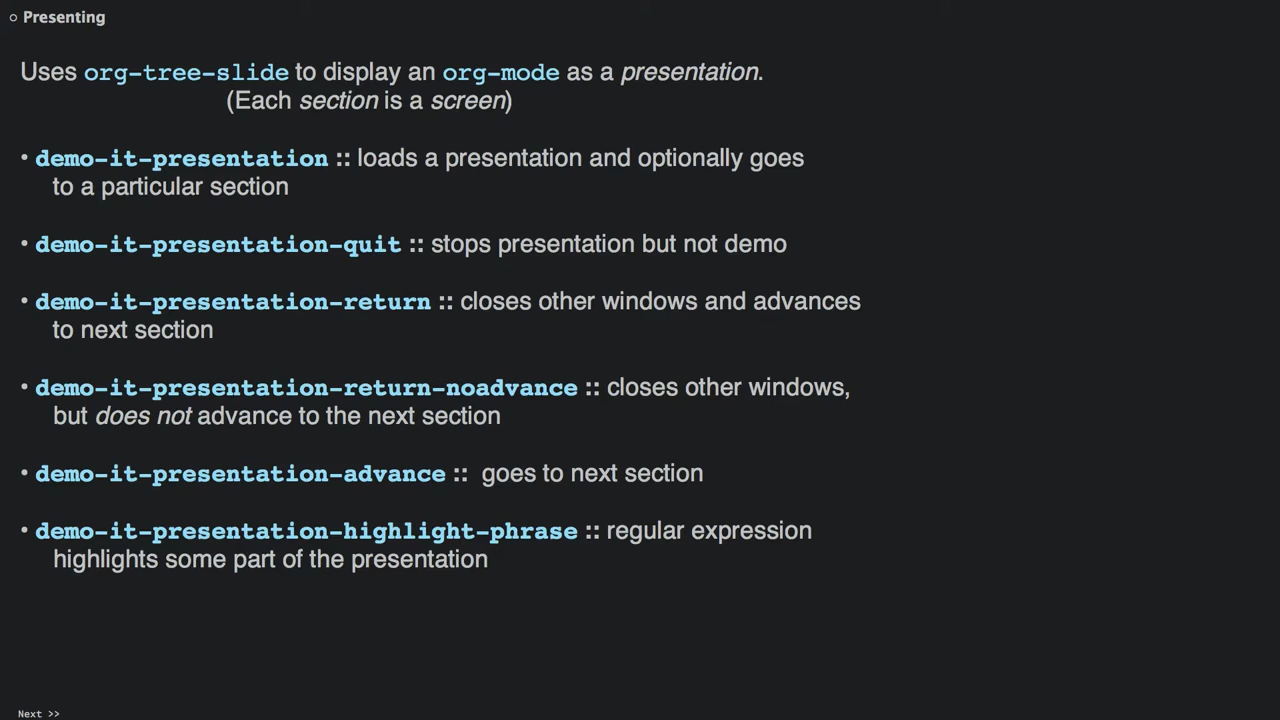 ○ Presenting
Uses org-tree-slide to display an org-mode as a presentation.
(Each section is a screen)
• demo-it-presentation :: loads a presentation and optionally goes
to a particular section
• demo-it-presentation-quit :: stops presentation but not demo
• demo-it-presentation-return :: closes other windows and advances
to next section
• demo-it-presentation-return-noadvance :: closes other windows,
but does not advance to the next section
• demo-it-presentation-advance :: goes to next section
• demo-it-presentation-highlight-phrase :: regular expression
highlights some part of the presentation
Next >>